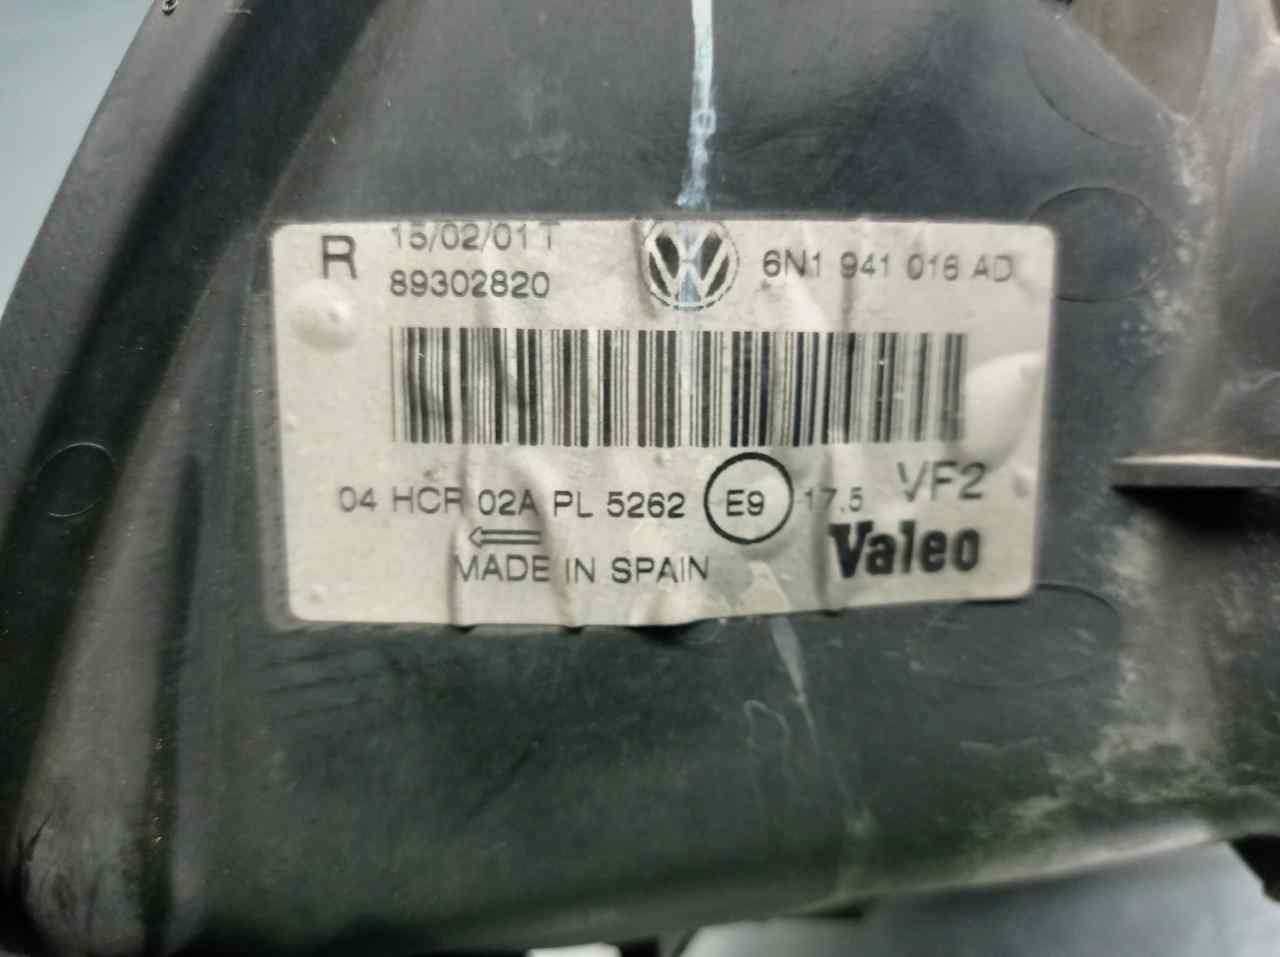 R
15/02/01 T
89302820
6N1 941 016 AD
04 HCR 02A PL 5262 E9 17.5 VF2
MADE IN SPAIN
Valeo